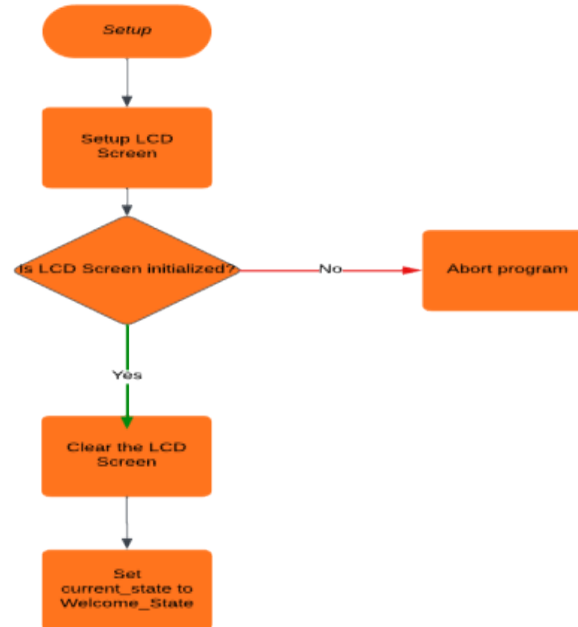 Setup
Setup LCD
Screen
Is LCD Screen initialized?
No
Abort program
Yes
Clear the LCD
Screen
Set
current_state to
Welcome_State